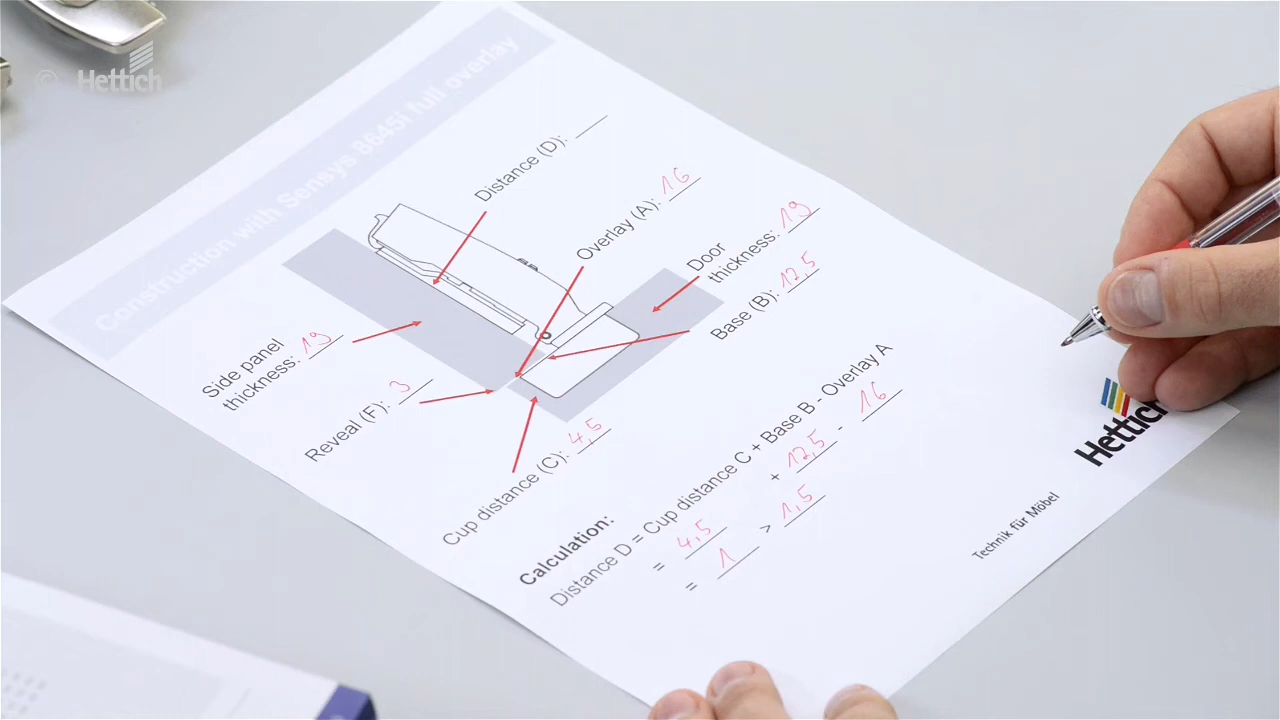 © Hettich
Construction with Sensys 8645i full overlay
Distance (D): ___
Overlay (A): 16
Door
thickness: 19
Base (B): 12,5
Side panel
thickness: 19
Reveal (F): 3
Cup distance (C): 4,5
Calculation:
Distance D = Cup distance C + Base B - Overlay A
= 4,5 + 12,5 - 16
= 1 > 1,5
Hettich
Technik für Möbel